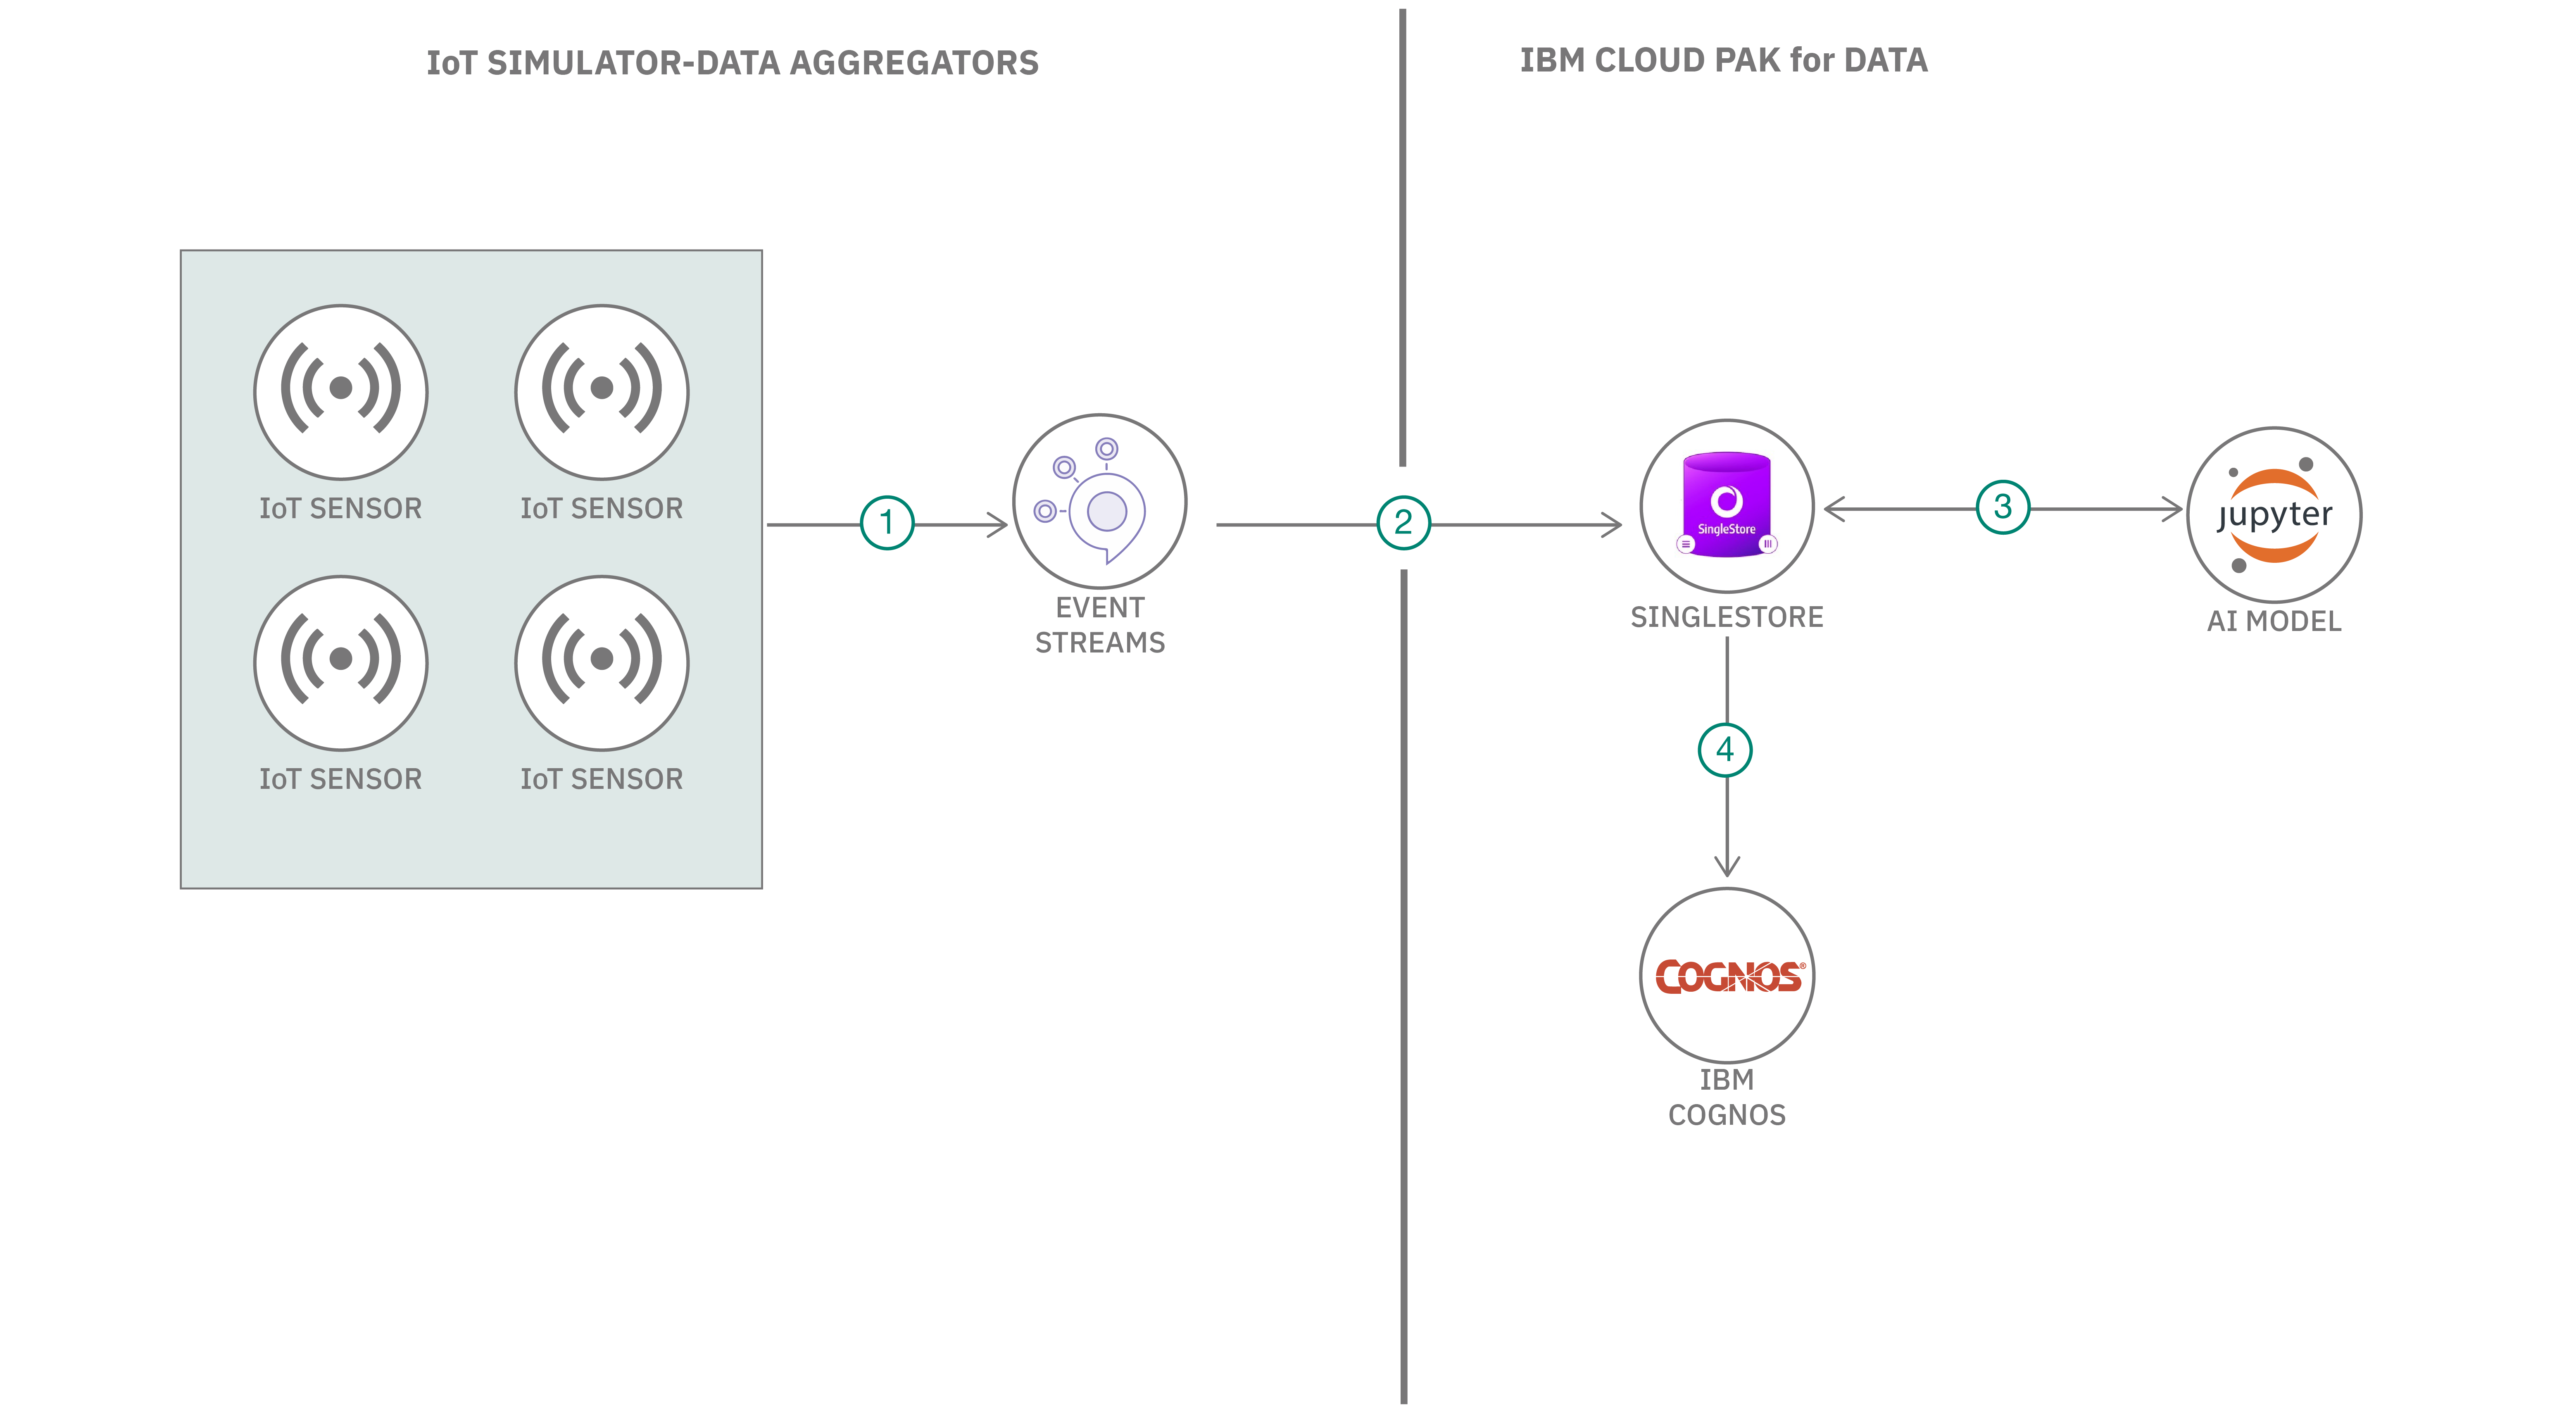 IoT SIMULATOR-DATA AGGREGATORS
IBM CLOUD PAK for DATA
IoT SENSOR
IoT SENSOR
IoT SENSOR
IoT SENSOR
1
EVENT
STREAMS
2
SingleStore
SINGLESTORE
3
jupyter
AI MODEL
4
COGNOS®
IBM
COGNOS